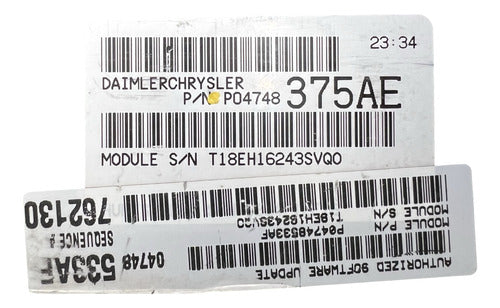 23:34
DAIMLERCHRYSLER
P/N P04748 375AE
MODULE S/N T18EH16243SVQ0
AUTHORIZED SOFTWARE UPDATE
MODULE P/N P04748533AF
MODULE S/N T18EH16243SVQ0
04748 533AF
SEQUENCE #
762130